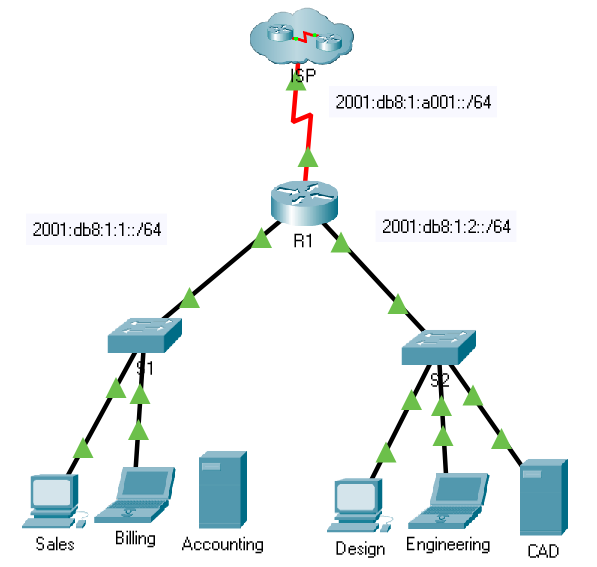 ISP
2001:db8:1:a001::/64
2001:db8:1:1::/64
2001:db8:1:2::/64
R1
S1
S2
Sales
Billing
Accounting
Design
Engineering
CAD